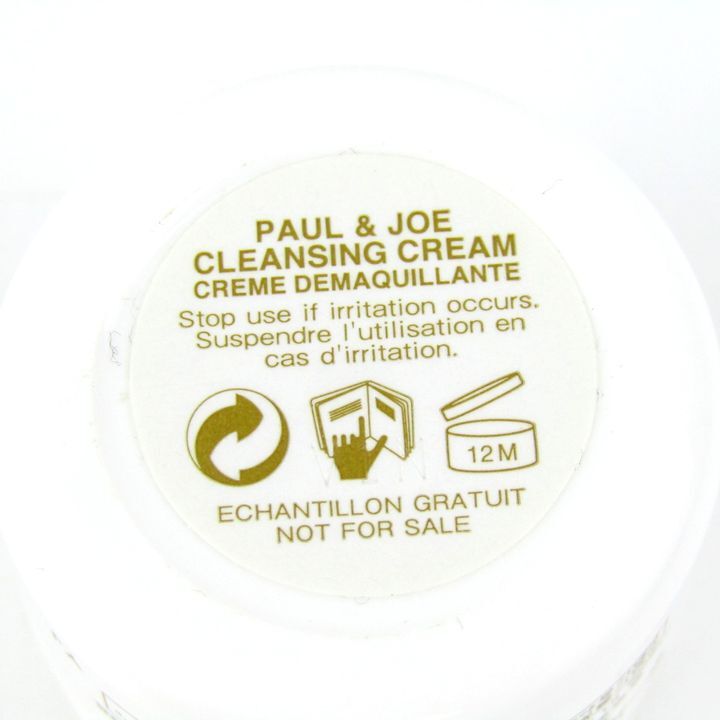 PAUL & JOE
CLEANSING CREAM
CREME DEMAQUILLANTE
Stop use if irritation occurs.
Suspendre l'utilisation en
cas d'irritation.
12M
ECHANTILLON GRATUIT
NOT FOR SALE